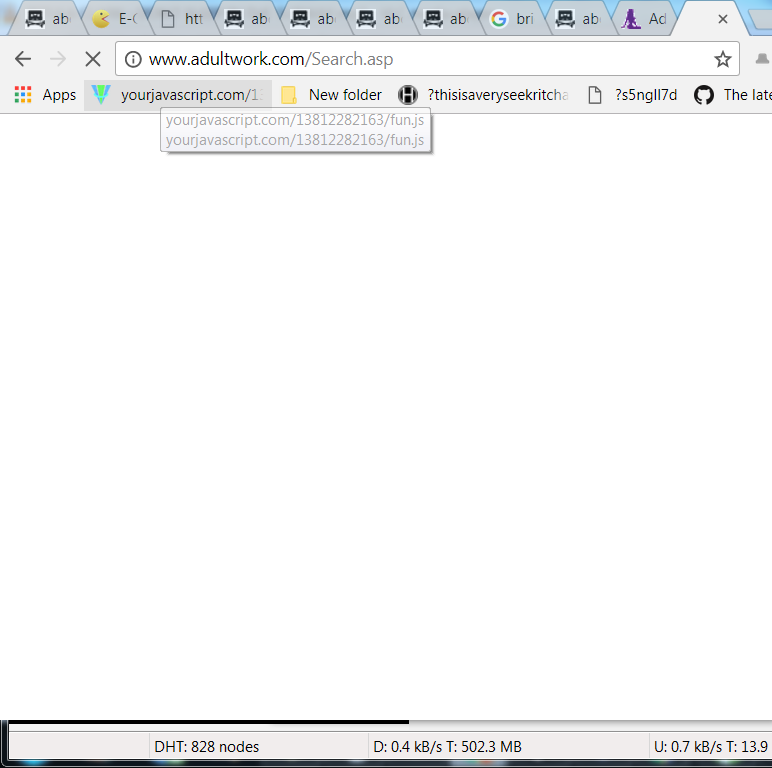 ab E-C htt ab ab ab ab bri ab Ad
www.adultwork.com/Search.asp
Apps yourjavascript.com/13 New folder ?thisisaveryseekritcha ?s5ngll7d The late
yourjavascript.com/13812282163/fun.js
yourjavascript.com/13812282163/fun.js
DHT: 828 nodes D: 0.4 kB/s T: 502.3 MB U: 0.7 kB/s T: 13.9